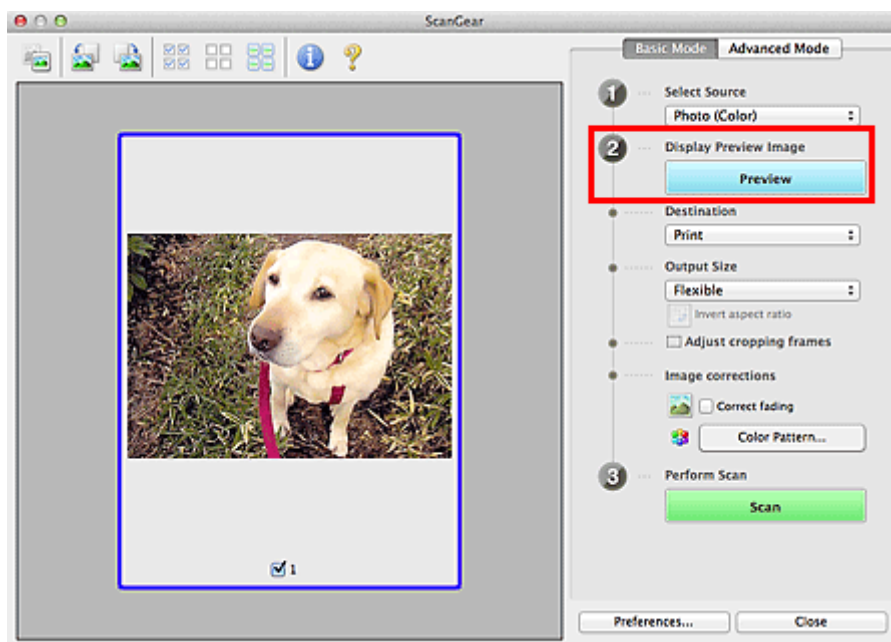 ScanGear
Basic Mode Advanced Mode
1 Select Source
Photo (Color)
2 Display Preview Image
Preview
Destination
Print
Output Size
Flexible
Invert aspect ratio
Adjust cropping frames
Image corrections
Correct fading
Color Pattern...
3 Perform Scan
Scan
1
Preferences... Close